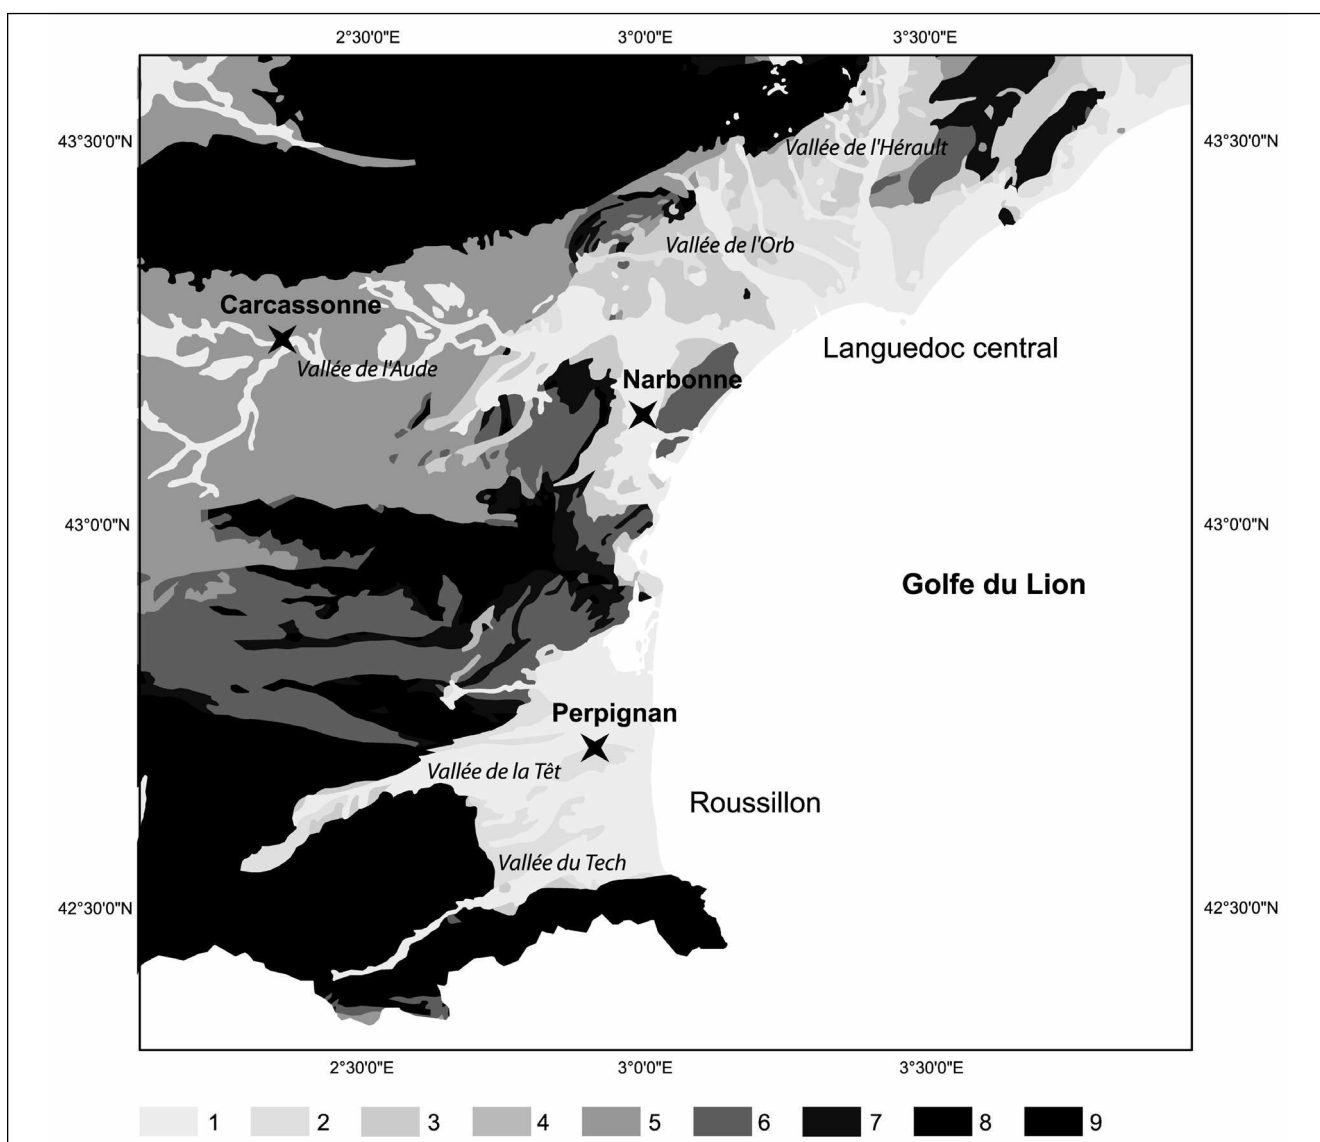 2°30'0"E 3°0'0"E 3°30'0"E
43°30'0"N 43°30'0"N
Vallée de l'Hérault
Vallée de l'Orb
Carcassonne
Languedoc central
Vallée de l'Aude
Narbonne
43°0'0"N 43°0'0"N
Golfe du Lion
Perpignan
Vallée de la Têt
Roussillon
Vallée du Tech
42°30'0"N 42°30'0"N
2°30'0"E 3°0'0"E 3°30'0"E
1 2 3 4 5 6 7 8 9